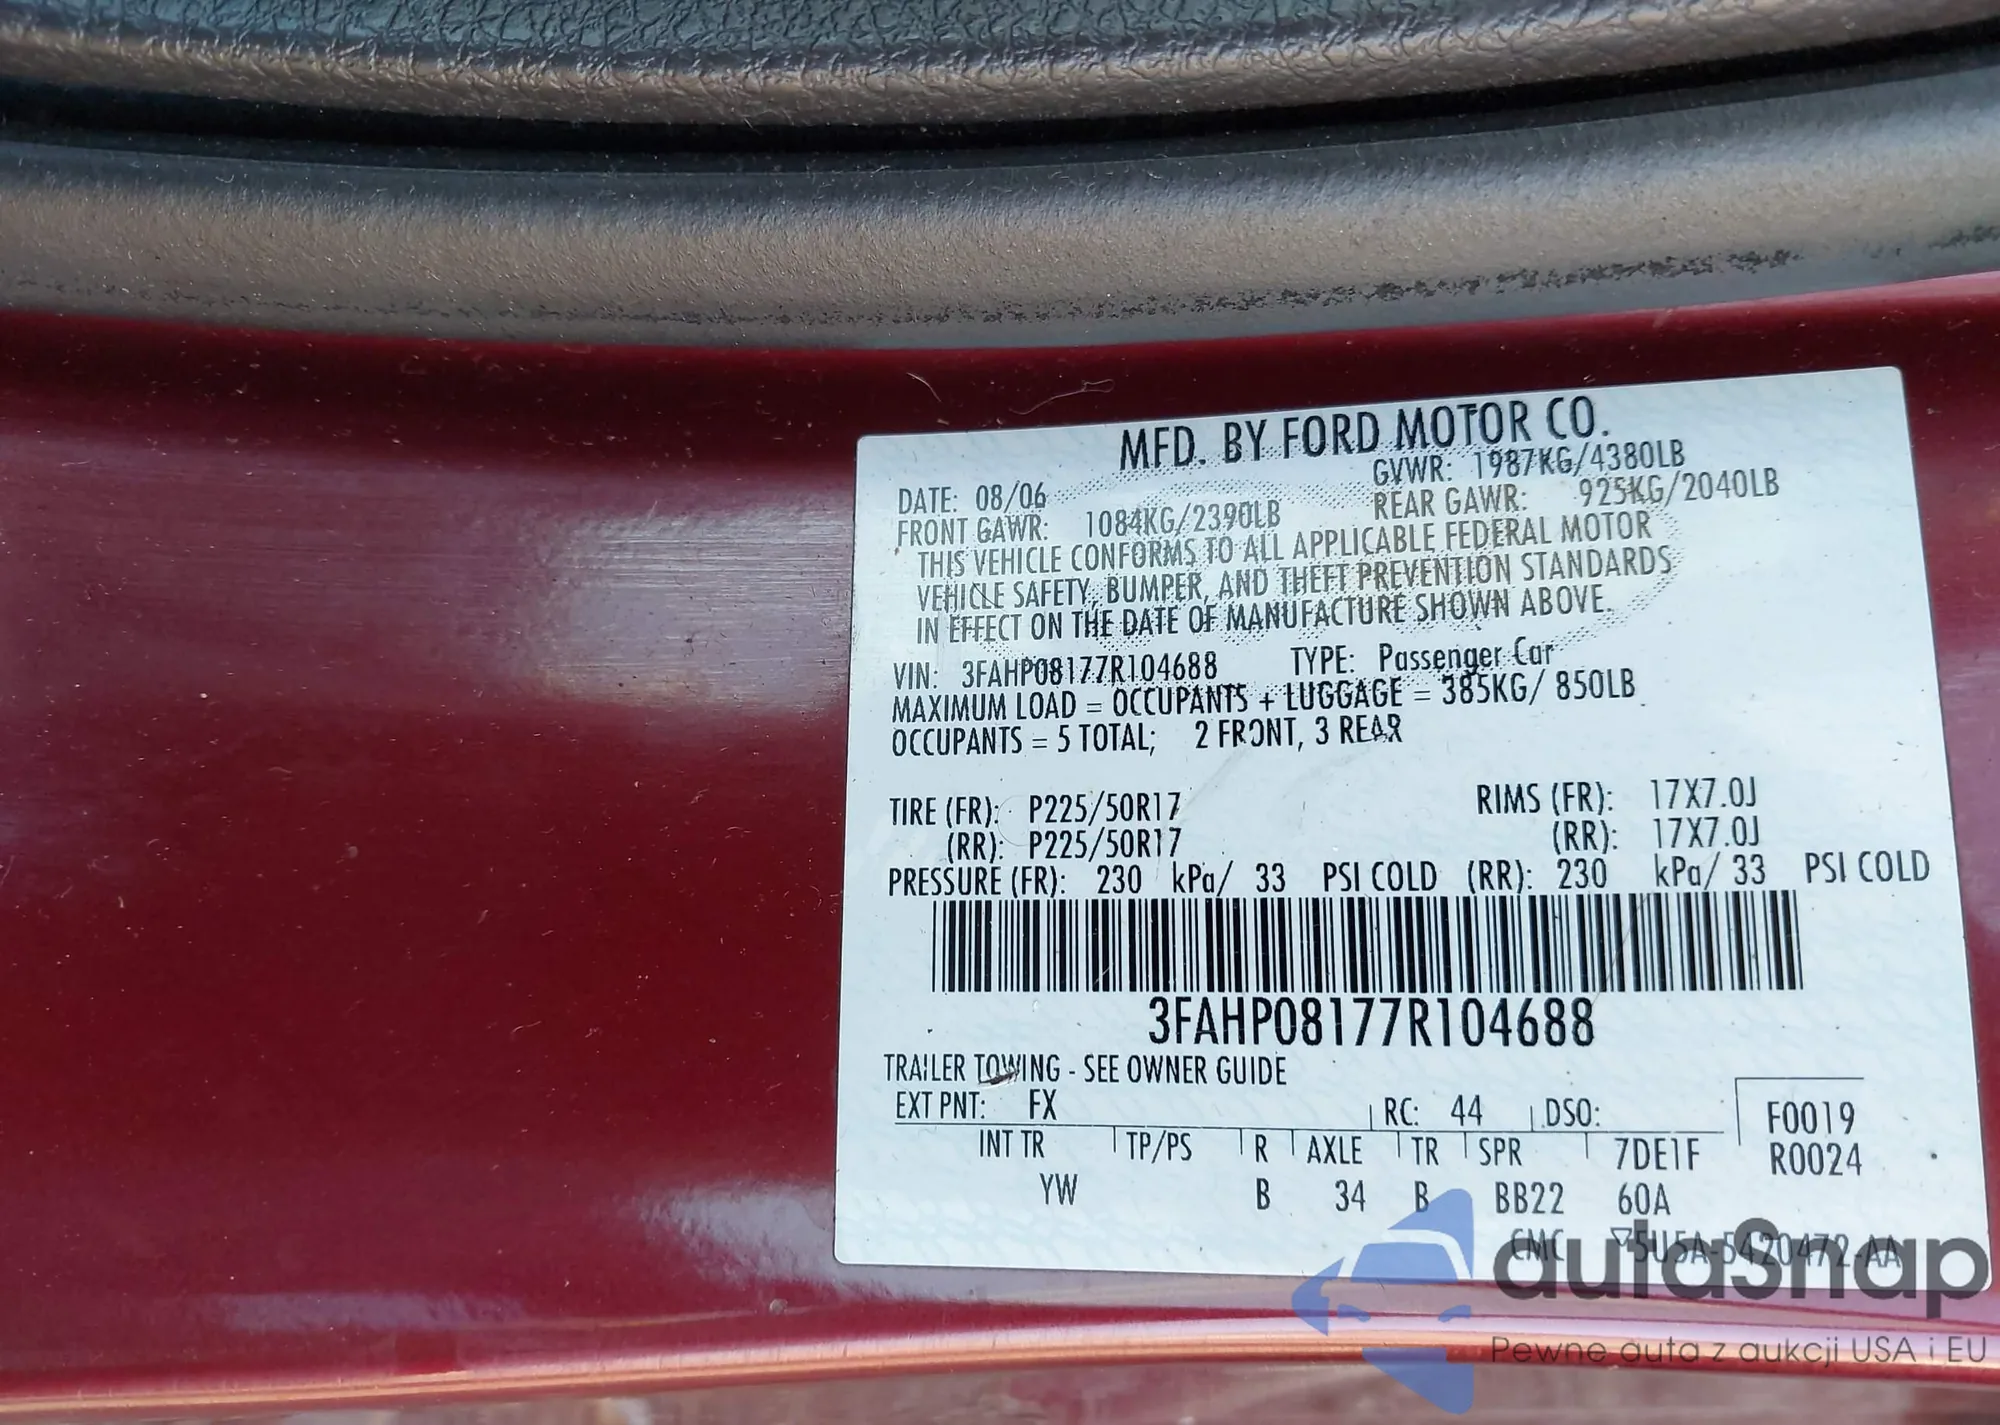 MFD. BY FORD MOTOR CO.
DATE: 08/06 GVWR: 1987KG/4380LB
FRONT GAWR: 1084KG/2390LB REAR GAWR: 925KG/2040LB
THIS VEHICLE CONFORMS TO ALL APPLICABLE FEDERAL MOTOR
VEHICLE SAFETY, BUMPER, AND THEFT PREVENTION STANDARDS
IN EFFECT ON THE DATE OF MANUFACTURE SHOWN ABOVE.
VIN: 3FAHP08177R104688 TYPE: Passenger Car
MAXIMUM LOAD = OCCUPANTS + LUGGAGE = 385KG/ 850LB
OCCUPANTS = 5 TOTAL; 2 FRONT, 3 REAR
TIRE (FR): P225/50R17 RIMS (FR): 17X7.0J
(RR): P225/50R17 (RR): 17X7.0J
PRESSURE (FR): 230 kPa/ 33 PSI COLD (RR): 230 kPa/ 33 PSI COLD
3FAHP08177R104688
TRAILER TOWING - SEE OWNER GUIDE
EXT PNT: FX RC: 44 DSO: F0019
INT TR TP/PS R AXLE TR SPR 7DE1F R0024
YW B 34 B BB22 60A
CMC 5U5A-5420472-AA
autaSnap
Pewne auta z aukcji USA i EU